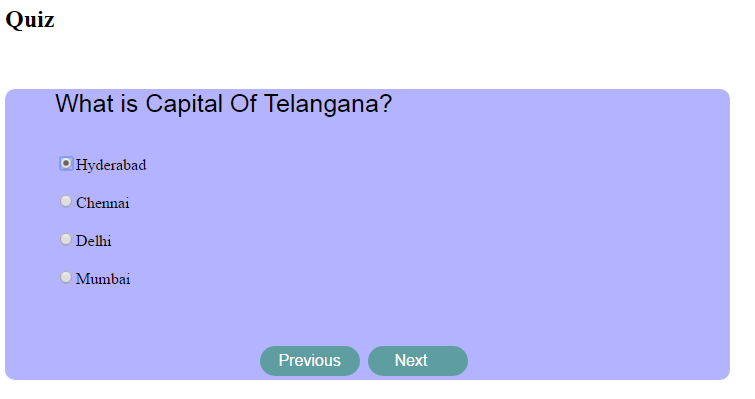 Quiz
What is Capital Of Telangana?
Hyderabad
Chennai
Delhi
Mumbai
Previous Next